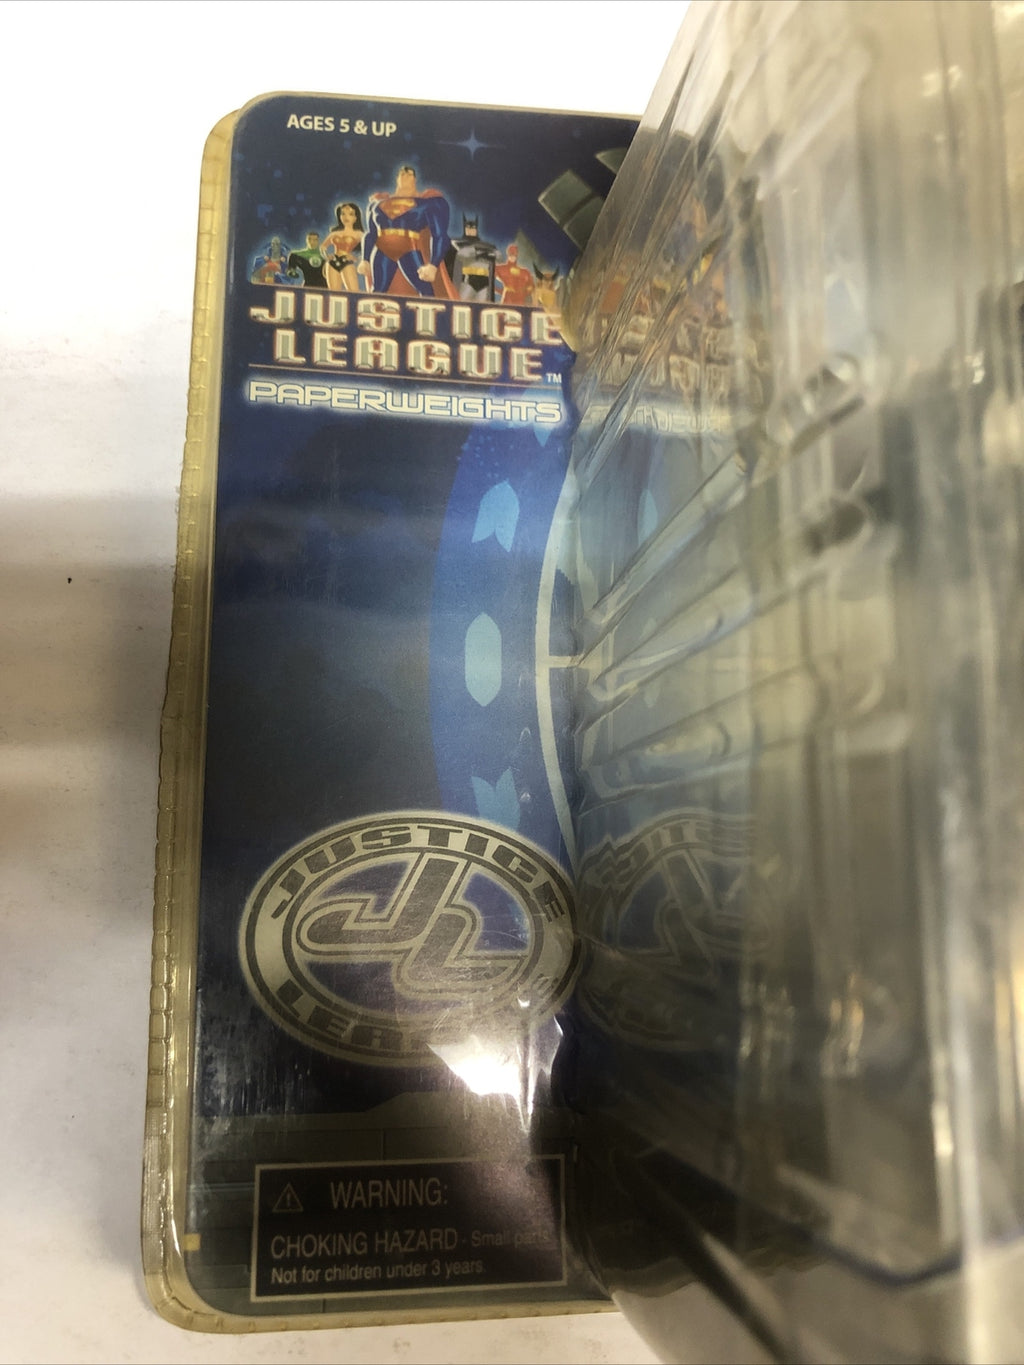 AGES 5 & UP
JUSTICE
LEAGUE™
PAPERWEIGHTS
JUSTICE
JL
LEAGUE
WARNING:
CHOKING HAZARD - Small parts
Not for children under 3 years.